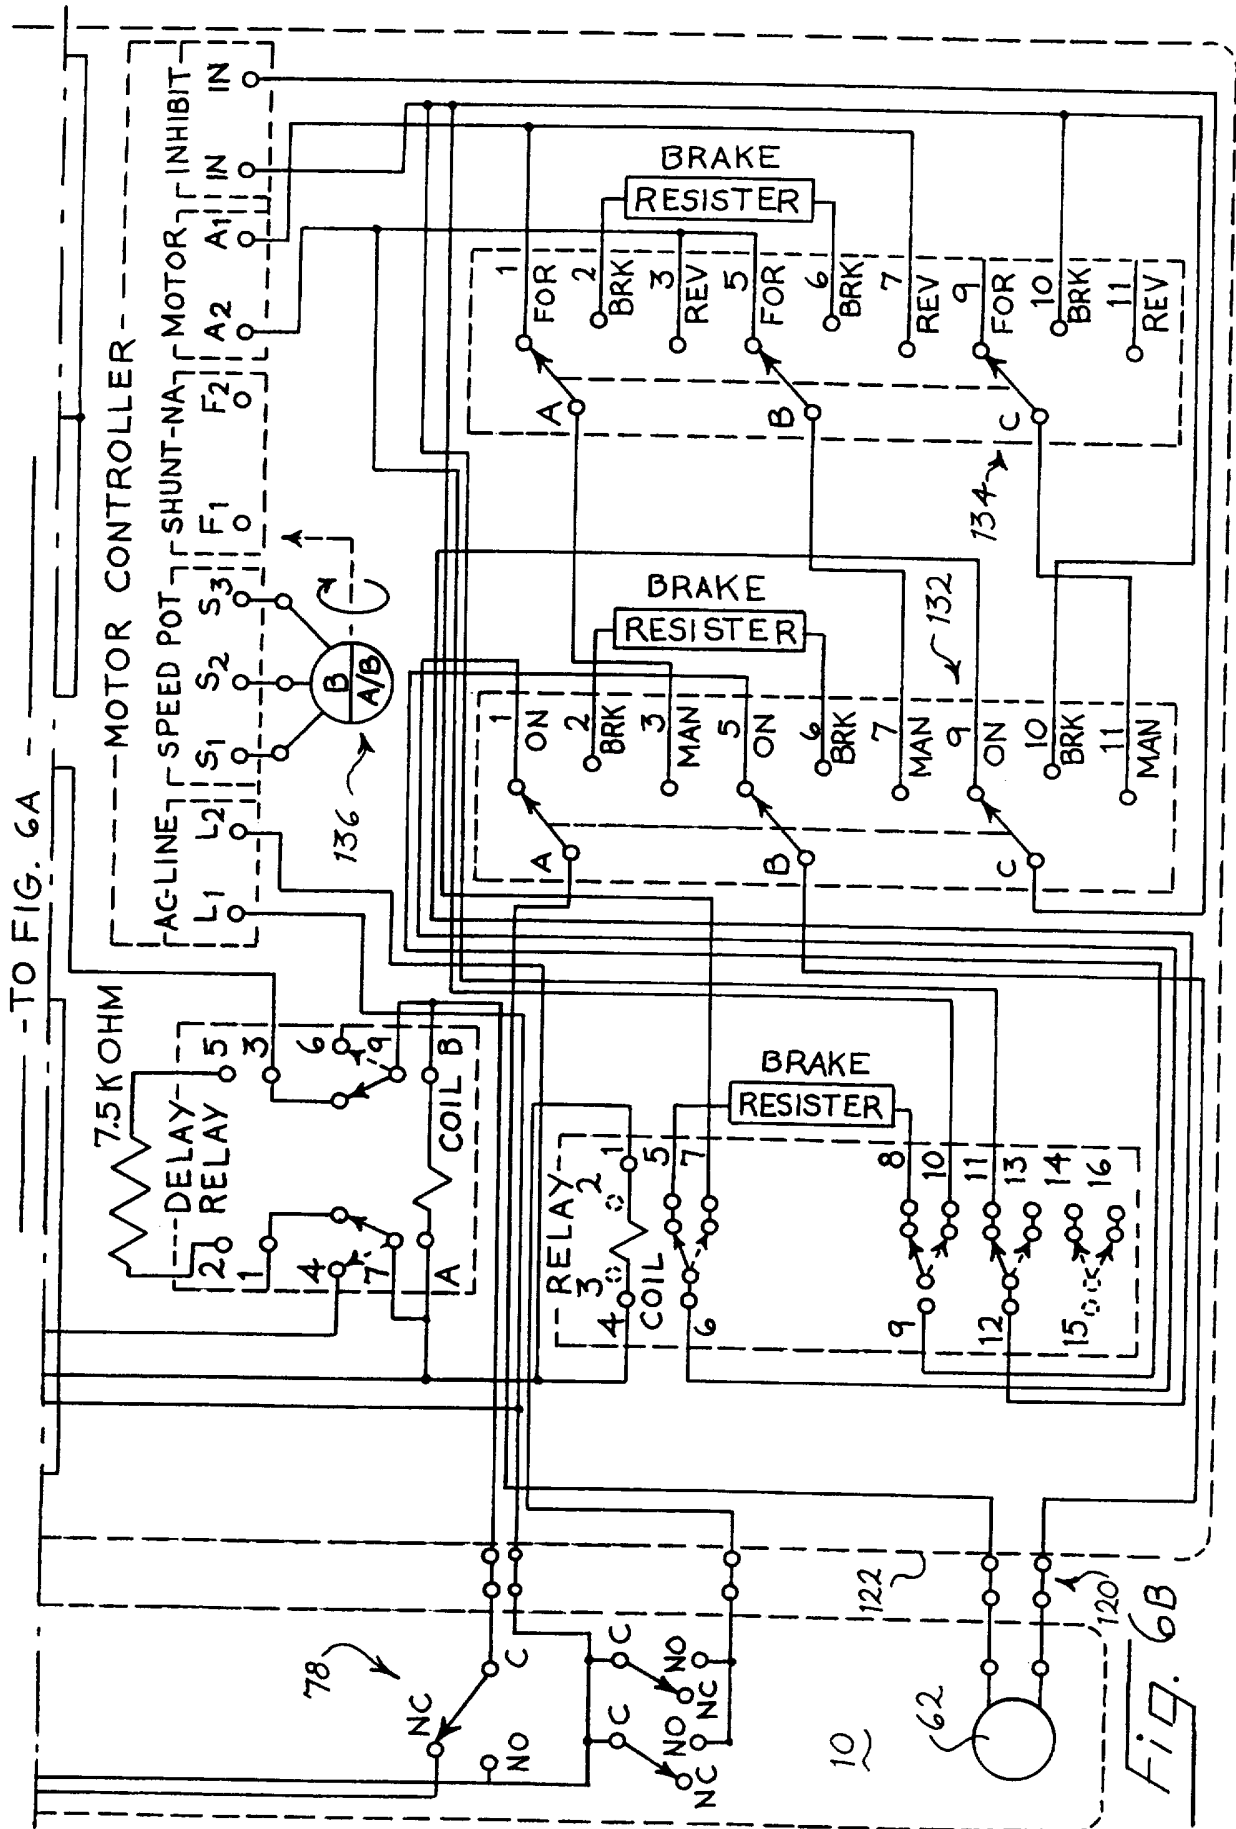 TO FIG. 6A
MOTOR CONTROLLER
AC-LINE SPEED POT SHUNT-NA MOTOR INHIBIT
L1 L2 S1 S2 S3 F1 F2 A2 A1 IN IN
7.5K OHM
DELAY
RELAY
2 5
1 3
4 6
7 9
A COIL B
B
A/B
136
RELAY
COIL
4 3 2 1
6 5
7
BRAKE
RESISTER
9 8
10
12 11
13
15 14
16
132
A 1
ON
2
BRK
3
MAN
B 5
ON
6
BRK
7
MAN
C 9
ON
10
BRK
11
MAN
BRAKE
RESISTER
134
A 1
FOR
2
BRK
3
REV
B 5
FOR
6
BRK
7
REV
C 9
FOR
10
BRK
11
REV
BRAKE
RESISTER
78
NC
C
NO
C C
NO NO
NC NC
10
62
122
120
Fig. 6B